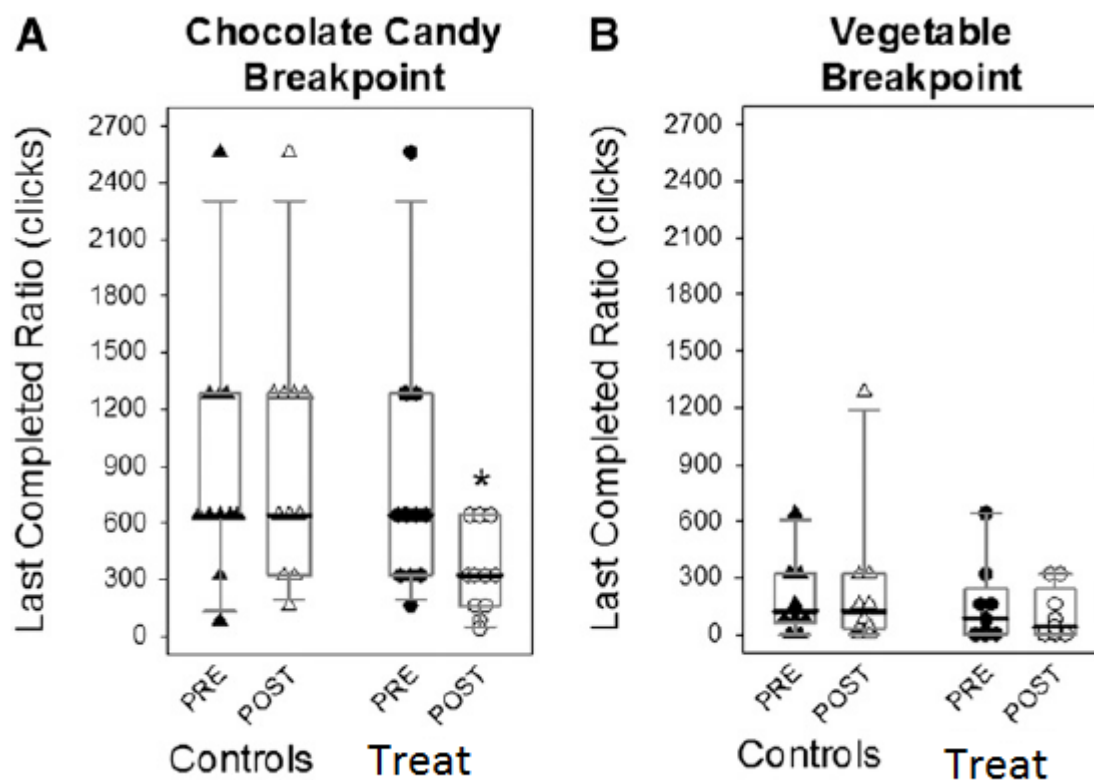 A
Chocolate Candy
Breakpoint
Last Completed Ratio (clicks)
2700
2400
2100
1800
1500
1200
900
600
300
0
*
PRE
POST
PRE
POST
Controls
Treat
B
Vegetable
Breakpoint
Last Completed Ratio (clicks)
2700
2400
2100
1800
1500
1200
900
600
300
0
PRE
POST
PRE
POST
Controls
Treat